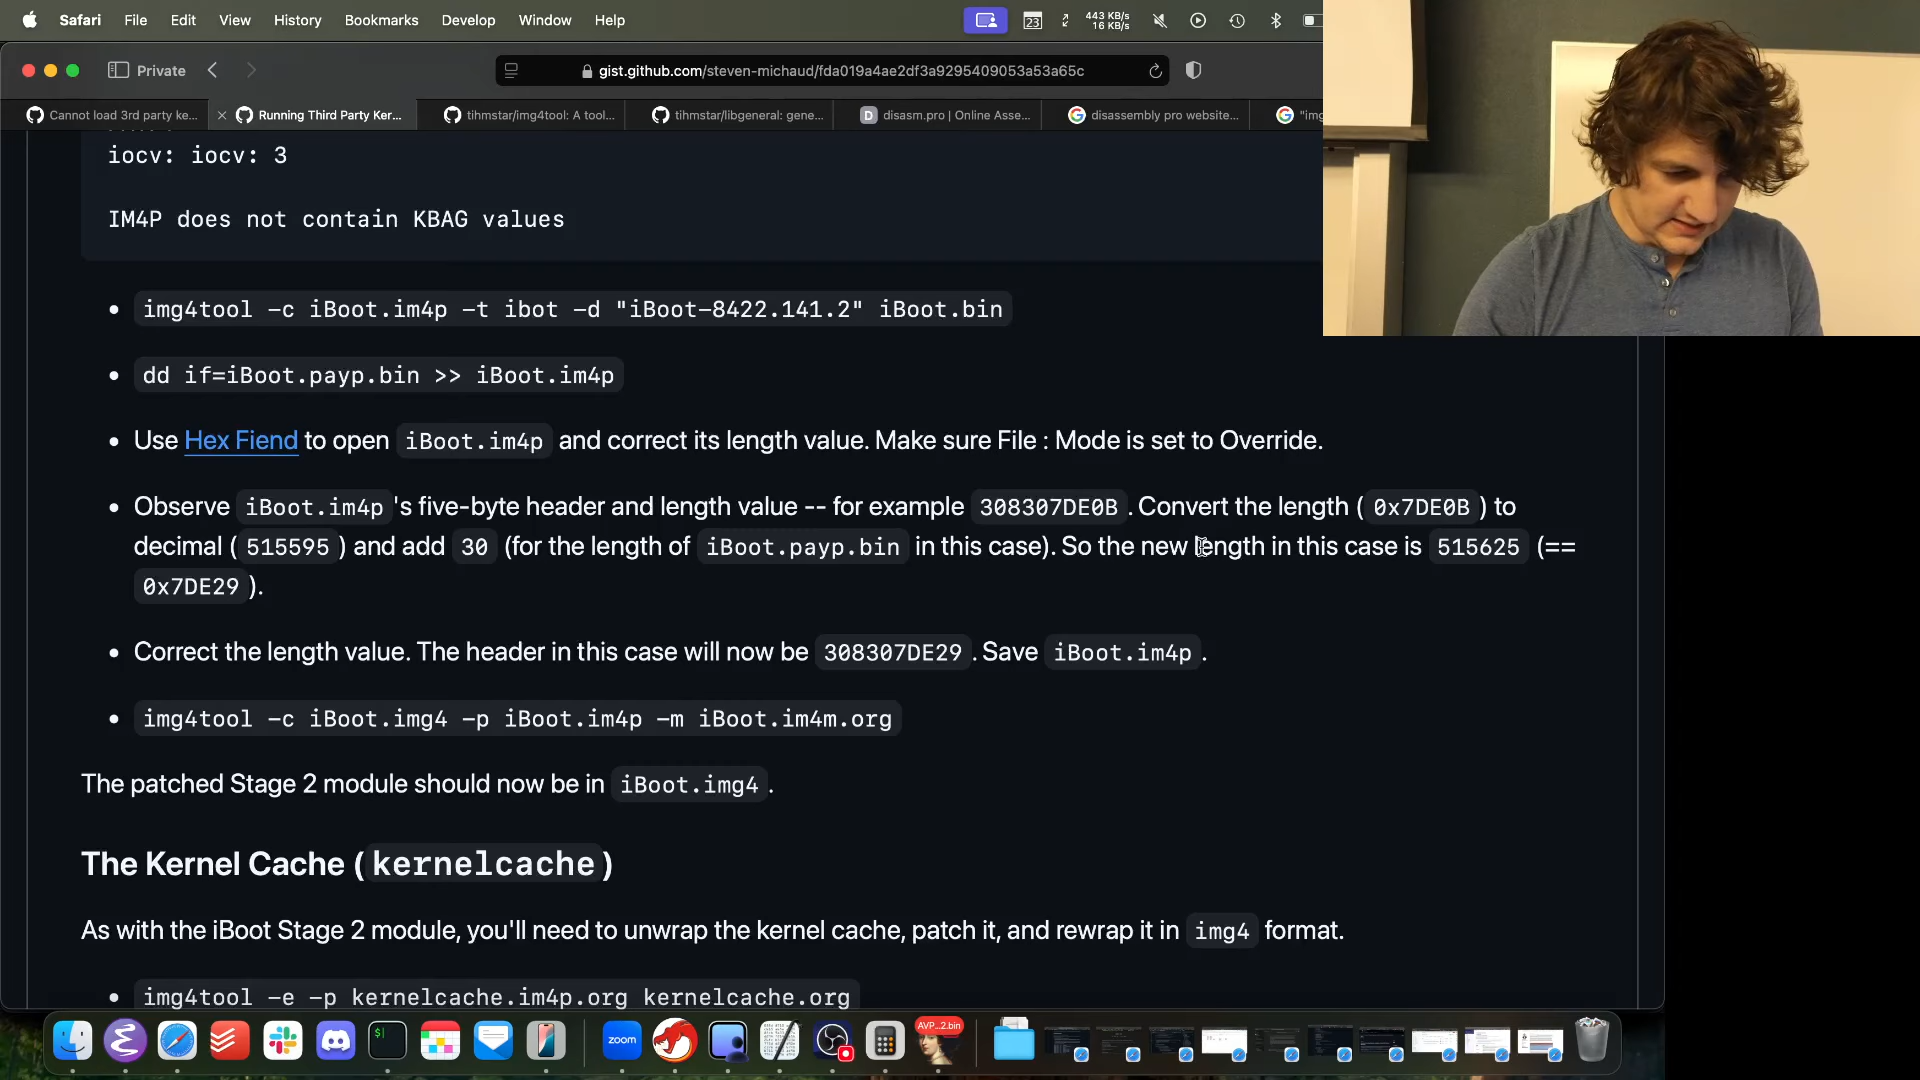 Safari File Edit View History Bookmarks Develop Window Help 23 443 KB/s 16 KB/s
Private gist.github.com/steven-michaud/fda019a4ae2df3a9295409053a53a65c
Cannot load 3rd party ke... Running Third Party Ker... tihmstar/img4tool: A tool... tihmstar/libgeneral: gene... D disasm.pro | Online Asse... disassembly pro website... "img
iocv: iocv: 3
IM4P does not contain KBAG values
• img4tool -c iBoot.im4p -t ibot -d "iBoot-8422.141.2" iBoot.bin
• dd if=iBoot.payp.bin >> iBoot.im4p
• Use Hex Fiend to open iBoot.im4p and correct its length value. Make sure File : Mode is set to Override.
• Observe iBoot.im4p 's five-byte header and length value -- for example 308307DE0B . Convert the length ( 0x7DE0B ) to
decimal ( 515595 ) and add 30 (for the length of iBoot.payp.bin in this case). So the new length in this case is 515625 (==
0x7DE29 ).
• Correct the length value. The header in this case will now be 308307DE29 . Save iBoot.im4p .
• img4tool -c iBoot.img4 -p iBoot.im4p -m iBoot.im4m.org
The patched Stage 2 module should now be in iBoot.img4 .
The Kernel Cache ( kernelcache )
As with the iBoot Stage 2 module, you'll need to unwrap the kernel cache, patch it, and rewrap it in img4 format.
• img4tool -e -p kernelcache.im4p.org kernelcache.org
$ zoom AVP...2.bin